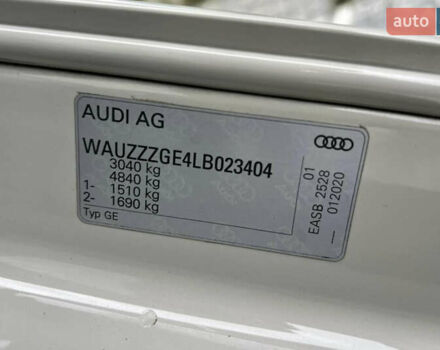 auto
AUDI AG
WAUZZZGE4LB023404
3040 kg
4840 kg
1- 1510 kg
2- 1690 kg
Typ GE
01
EASB 2528
012020